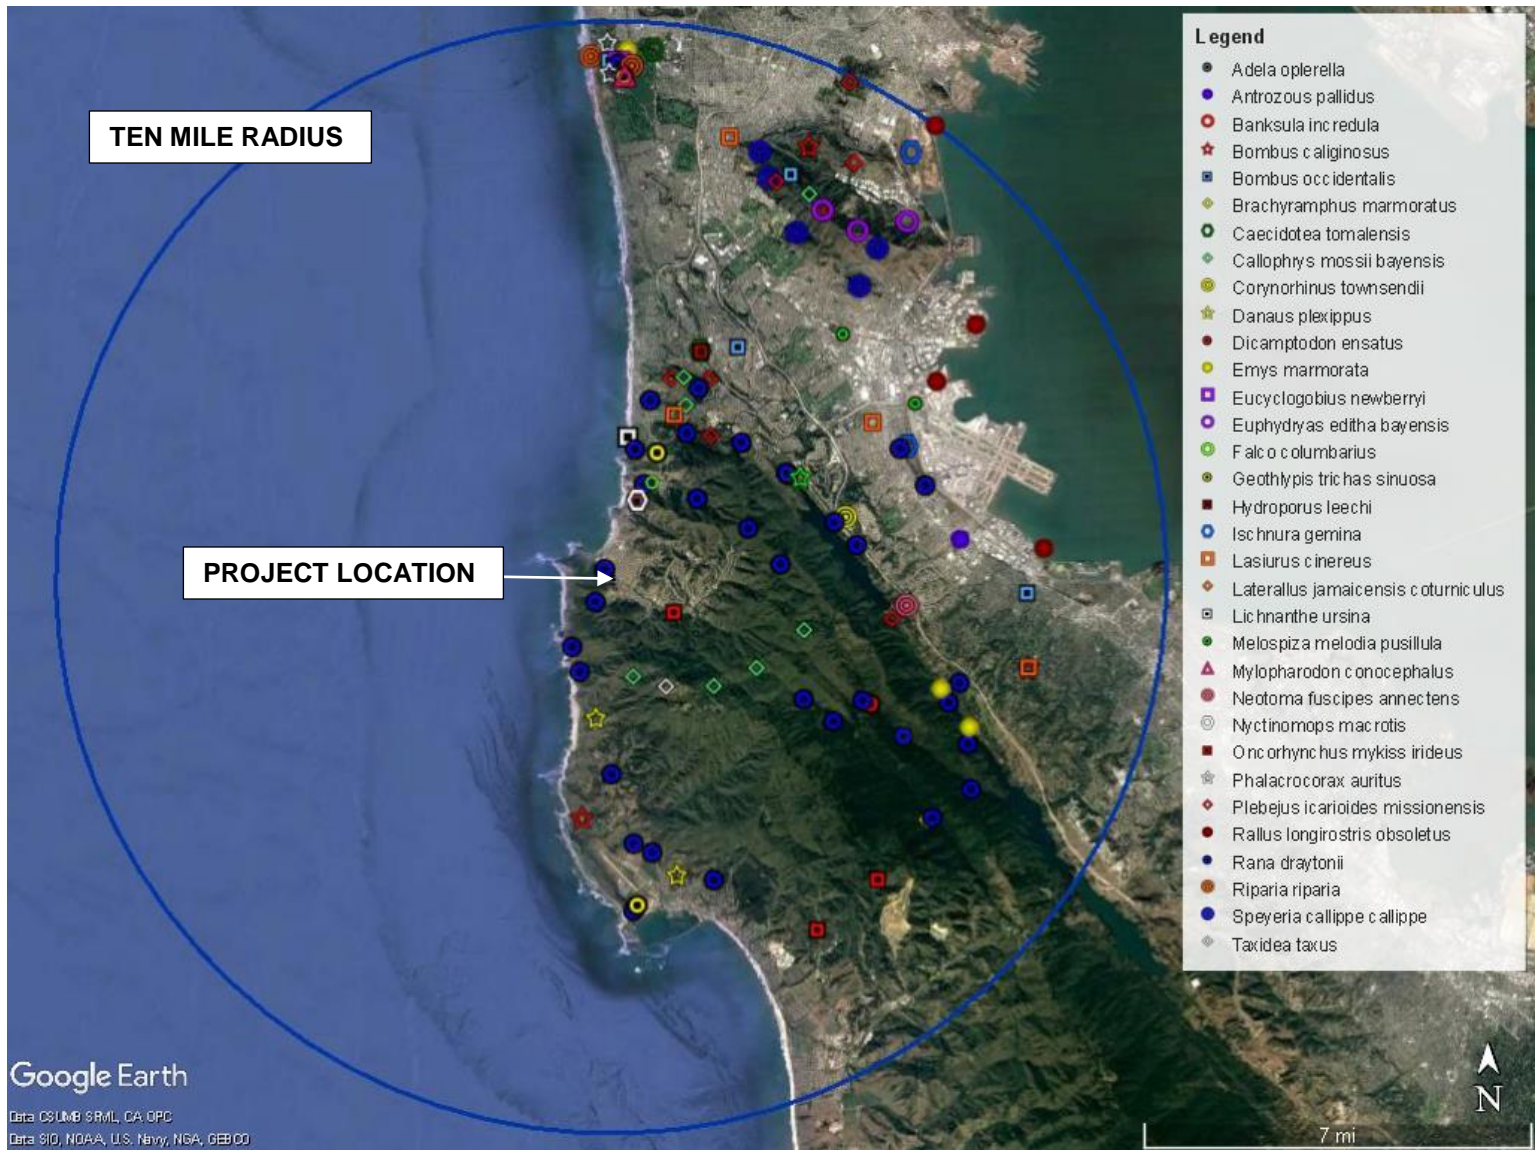 TEN MILE RADIUS
PROJECT LOCATION
Legend
Adela oplerella
Antrozous pallidus
Banksula incredula
Bombus caliginosus
Bombus occidentalis
Brachyramphus marmoratus
Caecidotea tomalensis
Callophrys mossii bayensis
Corynorhinus townsendii
Danaus plexippus
Dicamptodon ensatus
Emys marmorata
Eucyclogobius newberryi
Euphydryas editha bayensis
Falco columbarius
Geothlypis trichas sinuosa
Hydroporus leechi
Ischnura gemina
Lasiurus cinereus
Laterallus jamaicensis coturniculus
Lichnanthe ursina
Melospiza melodia pusillula
Mylopharodon conocephalus
Neotoma fuscipes annectens
Nyctinomops macrotis
Oncorhynchus mykiss irideus
Phalacrocorax auritus
Plebejus icarioides missionensis
Rallus longirostris obsoletus
Rana draytonii
Riparia riparia
Speyeria callippe callippe
Taxidea taxus
Google Earth
Data CSUMB SFML, CA OPC
Data SIO, NOAA, U.S. Navy, NGA, GEBCO
N
7 mi